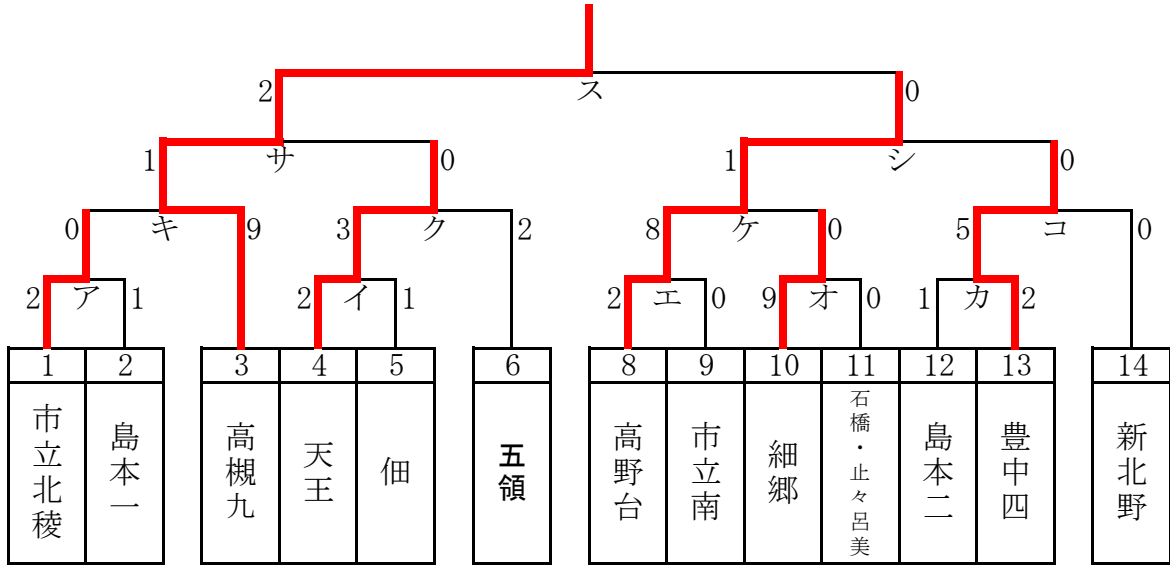 2 ス 0
1 サ 0 1 シ 0
0 キ 9 3 ク 2 8 ケ 0 5 コ 0
2 ア 1 2 イ 1 2 エ 0 9 オ 0 1 カ 2
1 2 3 4 5 6 8 9 10 11 12 13 14
市立北稜
島本一
高槻九
天王
佃
五領
高野台
市立南
細郷
石橋・止々呂美
島本二
豊中四
新北野